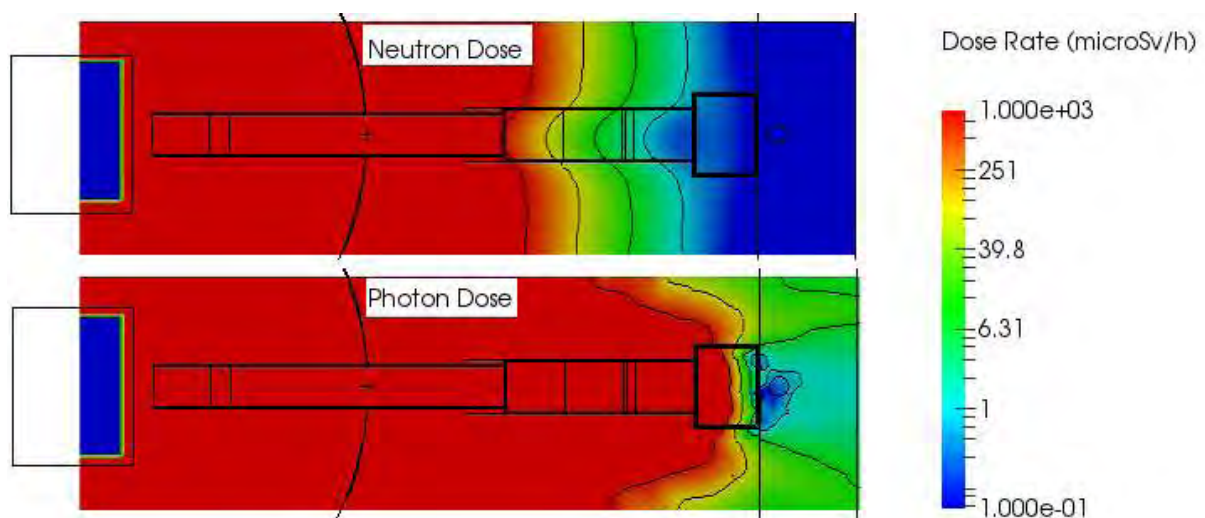 Neutron Dose
Photon Dose
Dose Rate (microSv/h)
1.000e+03
251
39.8
6.31
1
1.000e-01